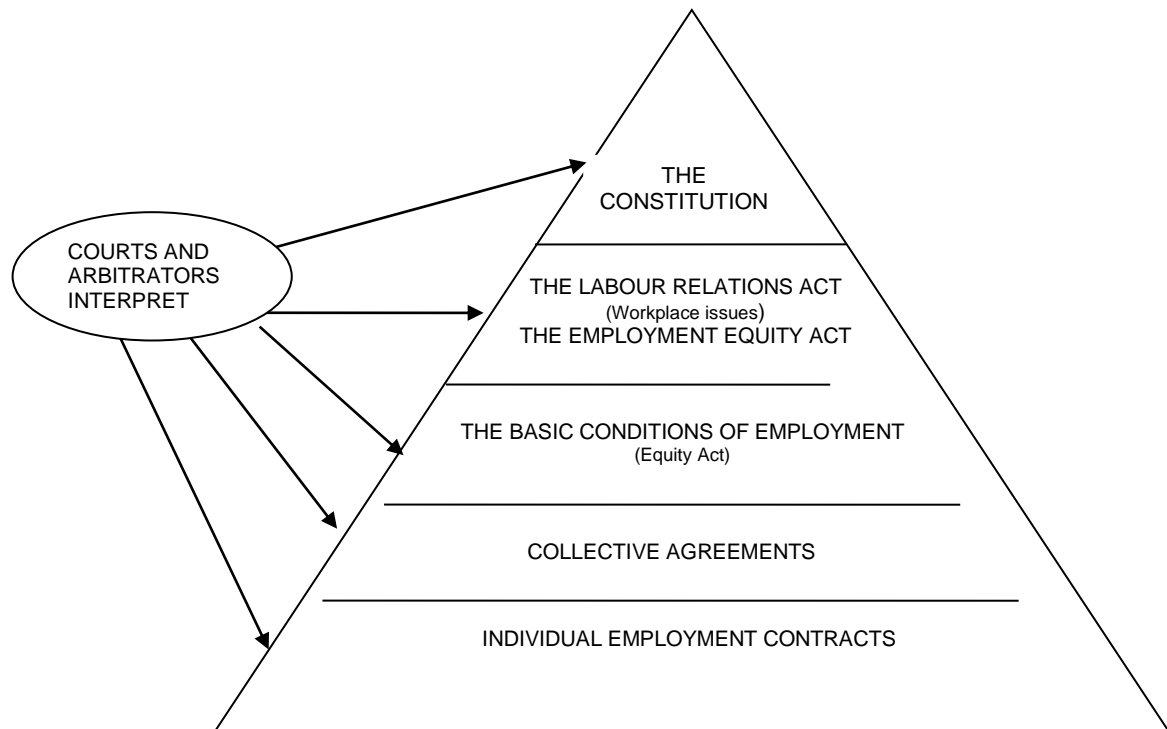 THE
CONSTITUTION
COURTS AND
ARBITRATORS
INTERPRET
THE LABOUR RELATIONS ACT
(Workplace issues)
THE EMPLOYMENT EQUITY ACT
THE BASIC CONDITIONS OF EMPLOYMENT
(Equity Act)
COLLECTIVE AGREEMENTS
INDIVIDUAL EMPLOYMENT CONTRACTS